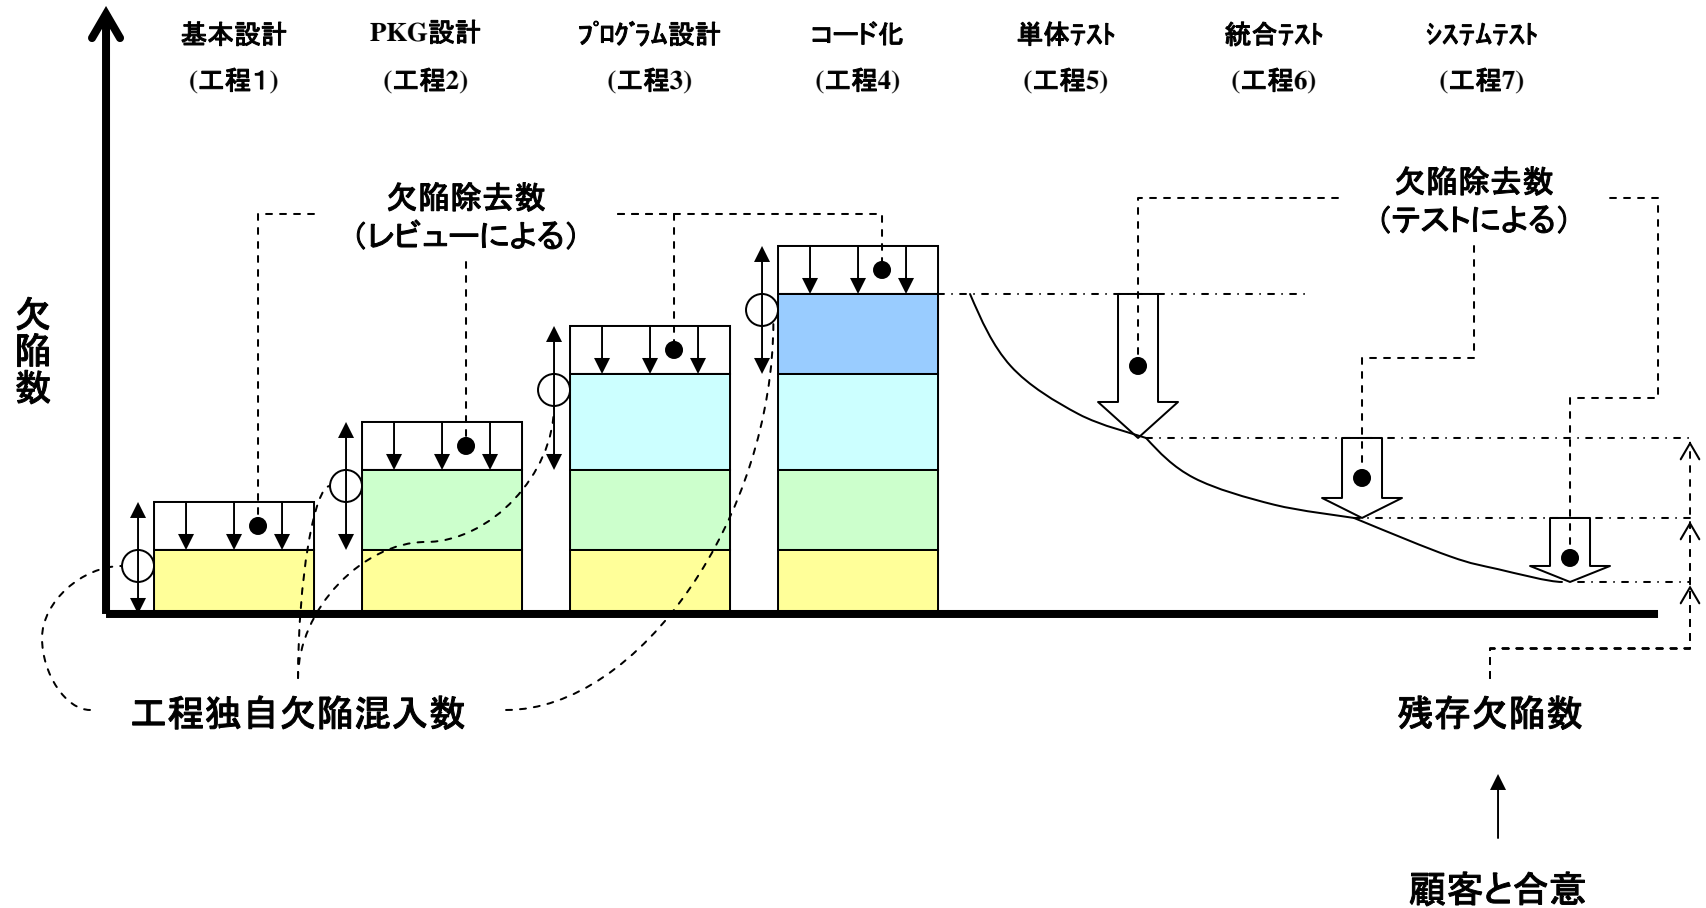 基本設計
(工程１)
PKG設計
(工程2)
ﾌﾟﾛｸﾞﾗﾑ設計
(工程3)
コード化
(工程4)
単体ﾃｽﾄ
(工程5)
統合ﾃｽﾄ
(工程6)
ｼｽﾃﾑﾃｽﾄ
(工程7)
欠陥除去数
（レビューによる）
欠陥除去数
（テストによる）
欠陥数
工程独自欠陥混入数
残存欠陥数
顧客と合意